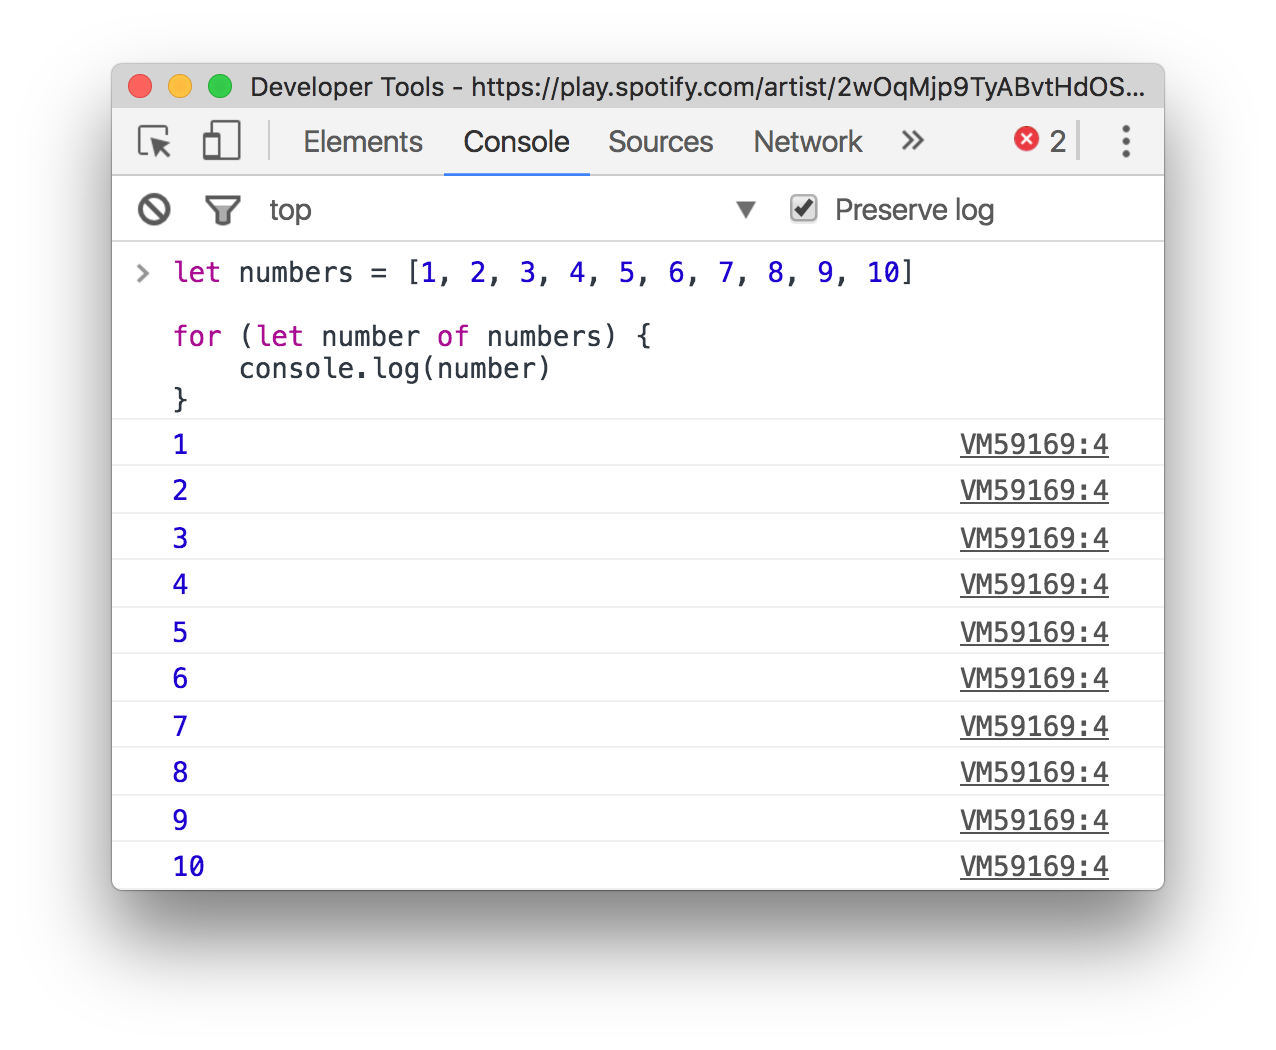 Developer Tools - https://play.spotify.com/artist/2wOqMjp9TyABvtHdOS...
Elements Console Sources Network » 2
top ▼ Preserve log
> let numbers = [1, 2, 3, 4, 5, 6, 7, 8, 9, 10]
for (let number of numbers) {
    console.log(number)
}
1 VM59169:4
2 VM59169:4
3 VM59169:4
4 VM59169:4
5 VM59169:4
6 VM59169:4
7 VM59169:4
8 VM59169:4
9 VM59169:4
10 VM59169:4